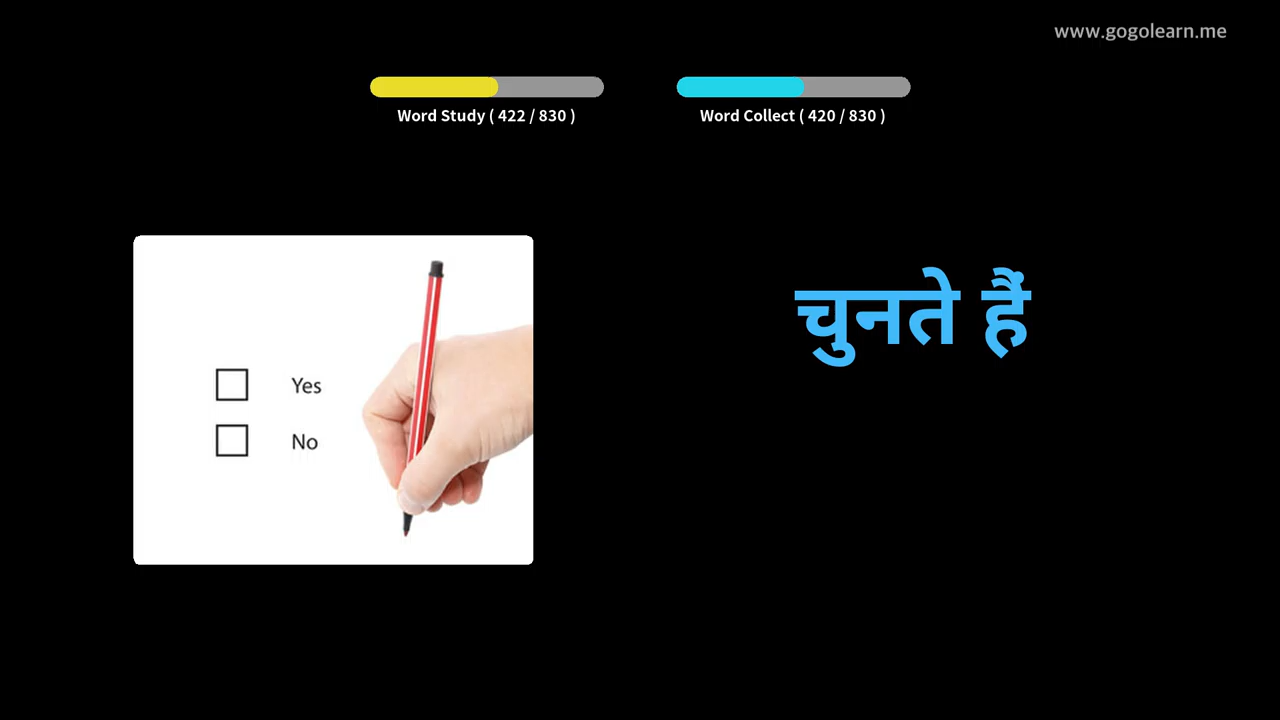 www.gogolearn.me
Word Study ( 422 / 830 )
Word Collect ( 420 / 830 )
चुनते हैं
Yes
No